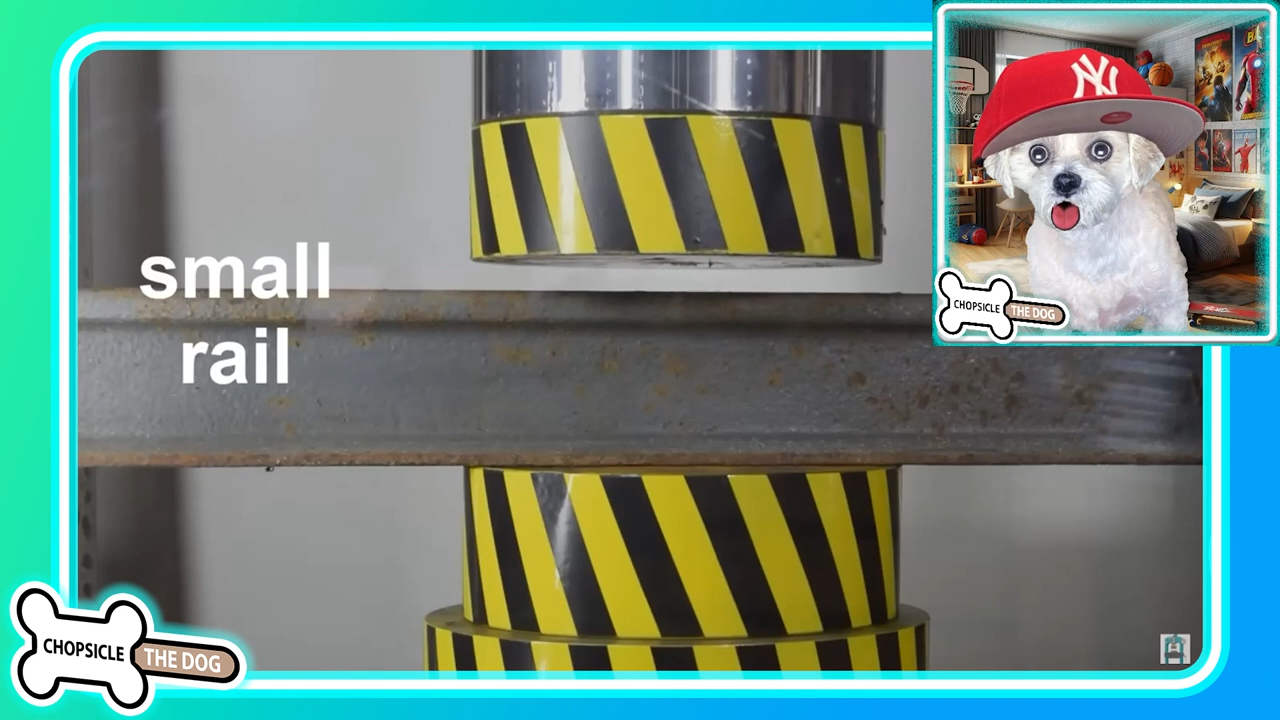 small
rail
NY
CHOPSICLE
THE DOG
CHOPSICLE
THE DOG